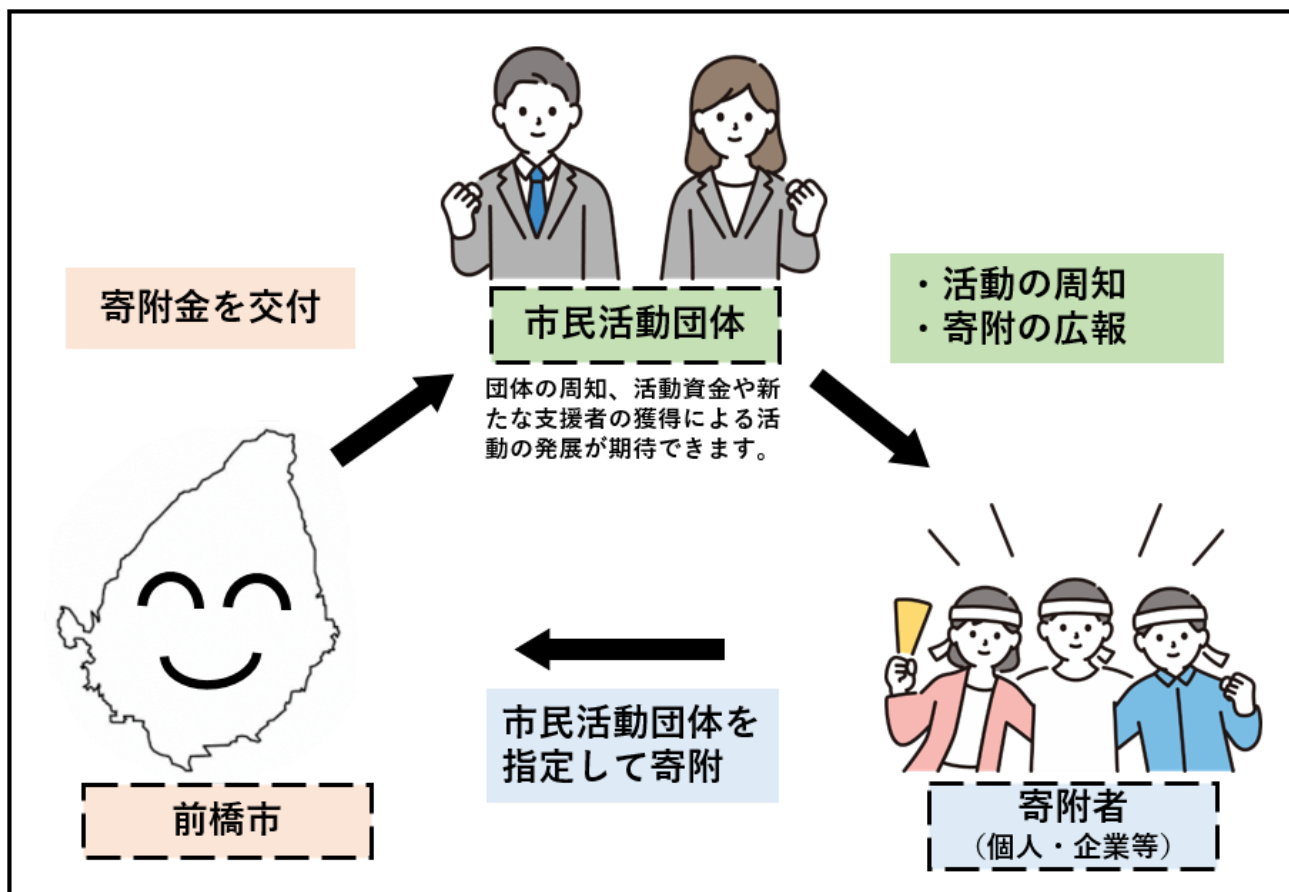 寄附金を交付
市民活動団体
団体の周知、活動資金や新
たな支援者の獲得による活
動の発展が期待できます。
・活動の周知
・寄附の広報
市民活動団体を
指定して寄附
前橋市
寄附者
（個人・企業等）